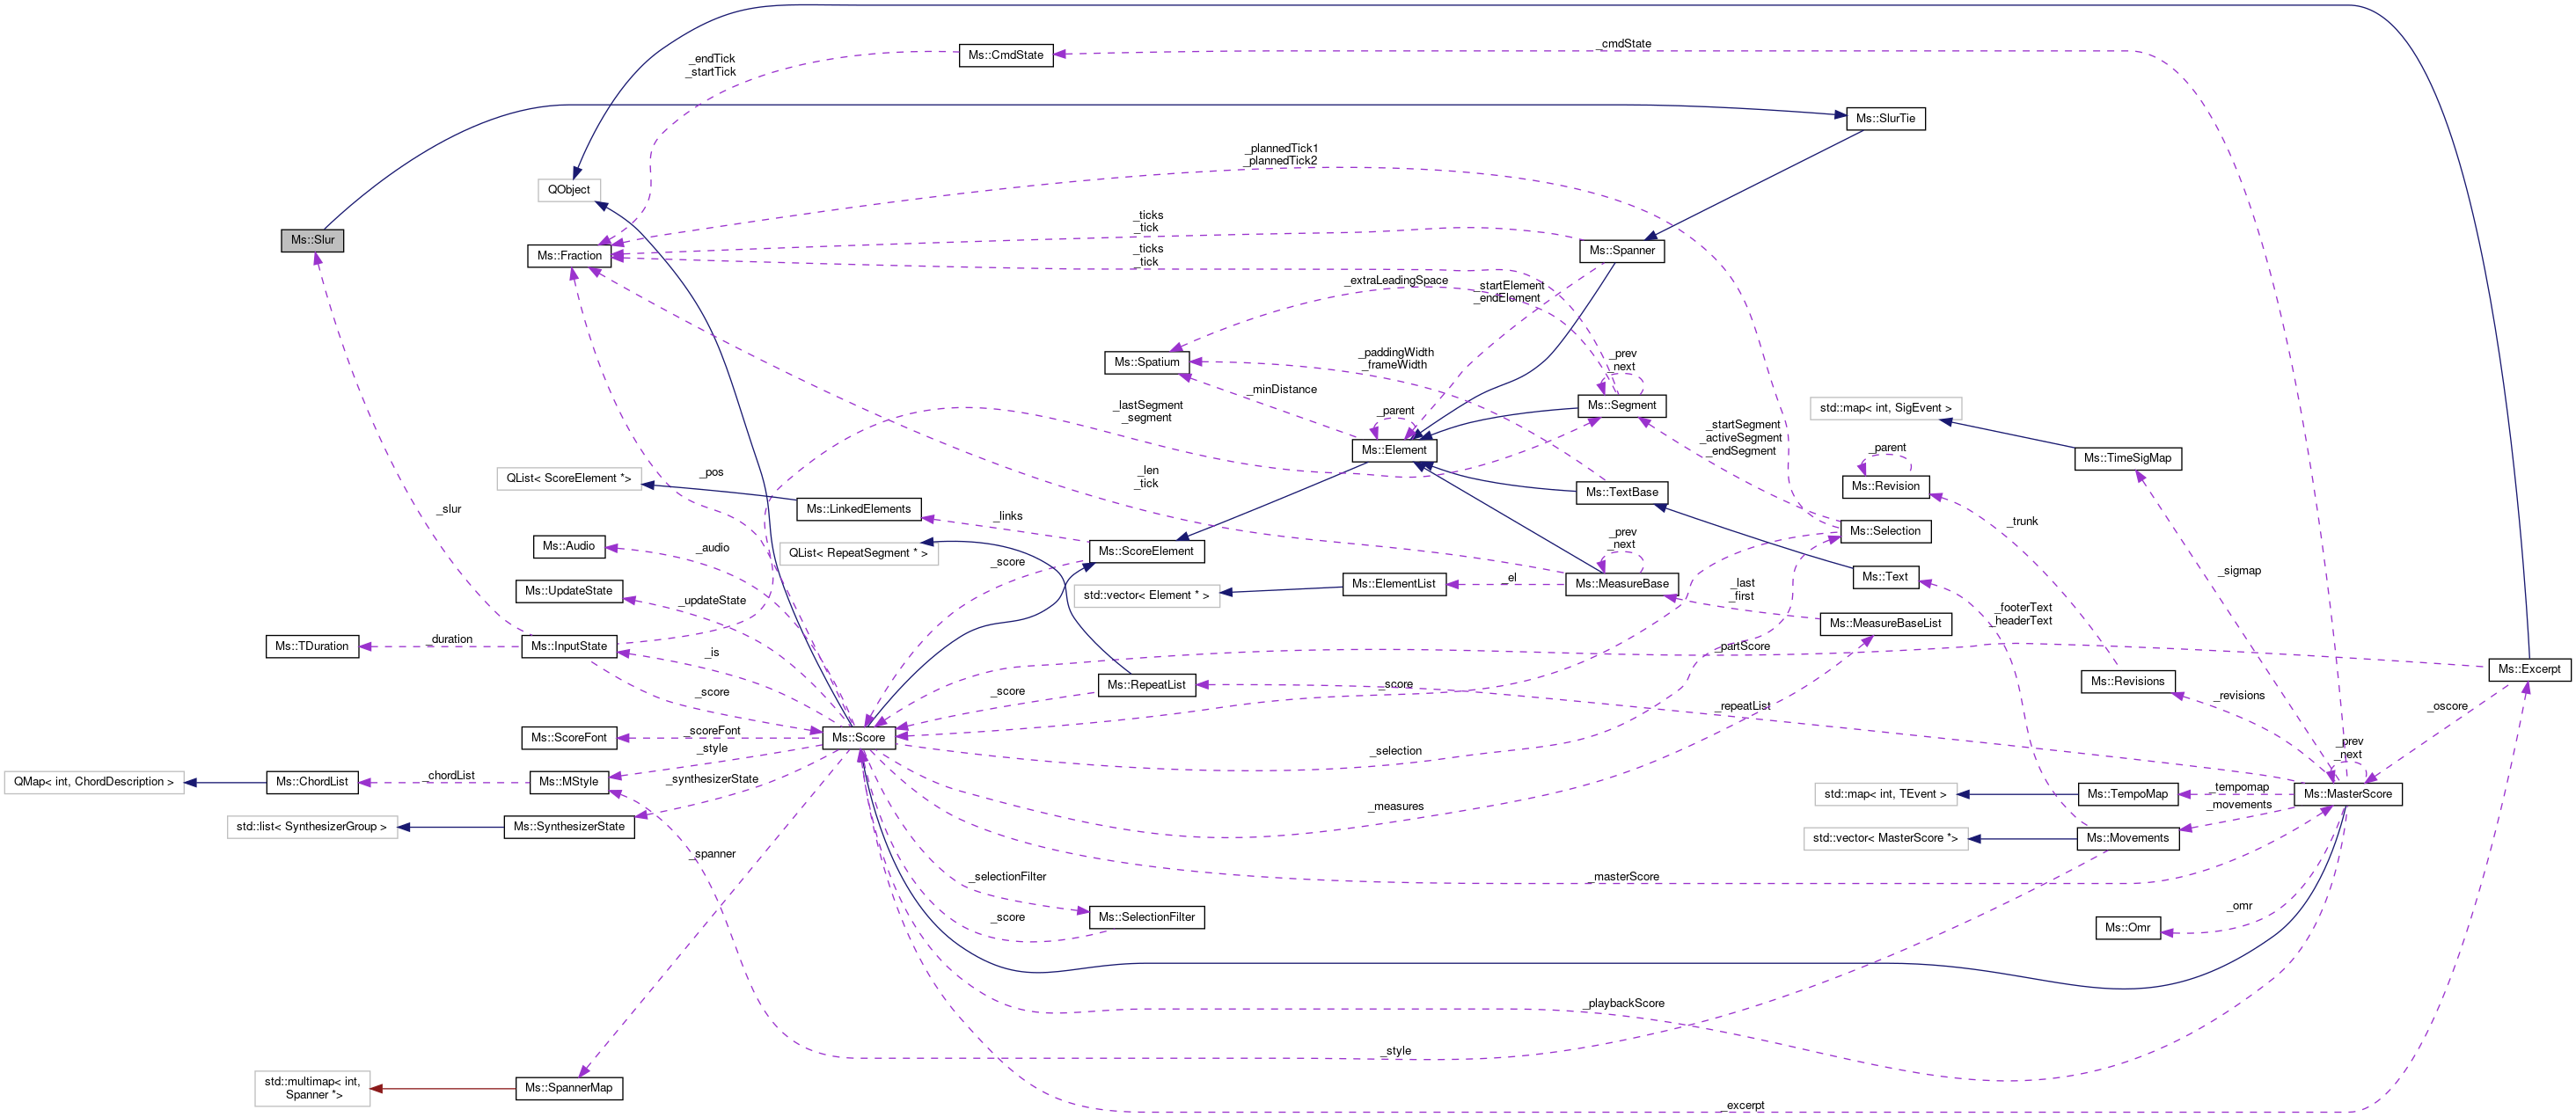 _cmdState
_endTick
_startTick
Ms::CmdState
Ms::SlurTie
_plannedTick1
_plannedTick2
QObject
_ticks
_tick
Ms::Slur
Ms::Fraction
_ticks
_tick
Ms::Spanner
_extraLeadingSpace
_startElement
_endElement
Ms::Spatium
_paddingWidth
_frameWidth
_prev
_next
_minDistance
_lastSegment
_segment
_parent
Ms::Segment
std::map< int, SigEvent >
_startSegment
_activeSegment
_endSegment
Ms::Element
_parent
Ms::TimeSigMap
_pos
_len
_tick
QList< ScoreElement *>
Ms::LinkedElements
Ms::TextBase
Ms::Revision
_slur
_links
_trunk
Ms::Selection
Ms::Audio
_audio
QList< RepeatSegment * >
Ms::ScoreElement
_prev
_next
_score
_sigmap
Ms::UpdateState
_updateState
std::vector< Element * >
Ms::ElementList
_el
Ms::MeasureBase
Ms::Text
_last
_first
_footerText
_headerText
Ms::MeasureBaseList
Ms::TDuration
_duration
Ms::InputState
_is
_partScore
Ms::Excerpt
_score
_score
Ms::RepeatList
_score
Ms::Revisions
_revisions
_repeatList
_oscore
Ms::ScoreFont
_scoreFont
Ms::Score
_style
_selection
_prev
_next
QMap< int, ChordDescription >
Ms::ChordList
_chordList
Ms::MStyle
_synthesizerState
std::map< int, TEvent >
Ms::TempoMap
_tempomap
Ms::MasterScore
_measures
_movements
std::list< SynthesizerGroup >
Ms::SynthesizerState
std::vector< MasterScore *>
Ms::Movements
_spanner
_selectionFilter
_masterScore
_score
Ms::SelectionFilter
_omr
Ms::Omr
_playbackScore
_style
std::multimap< int,
Spanner *>
Ms::SpannerMap
_excerpt